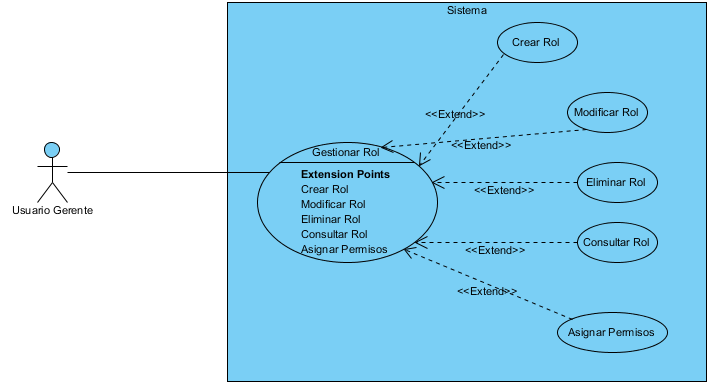 Sistema
Crear Rol
<<Extend>>
Modificar Rol
<<Extend>>
Gestionar Rol
Extension Points
Crear Rol
Modificar Rol
Eliminar Rol
Consultar Rol
Asignar Permisos
Usuario Gerente
Eliminar Rol
<<Extend>>
Consultar Rol
<<Extend>>
<<Extend>>
Asignar Permisos